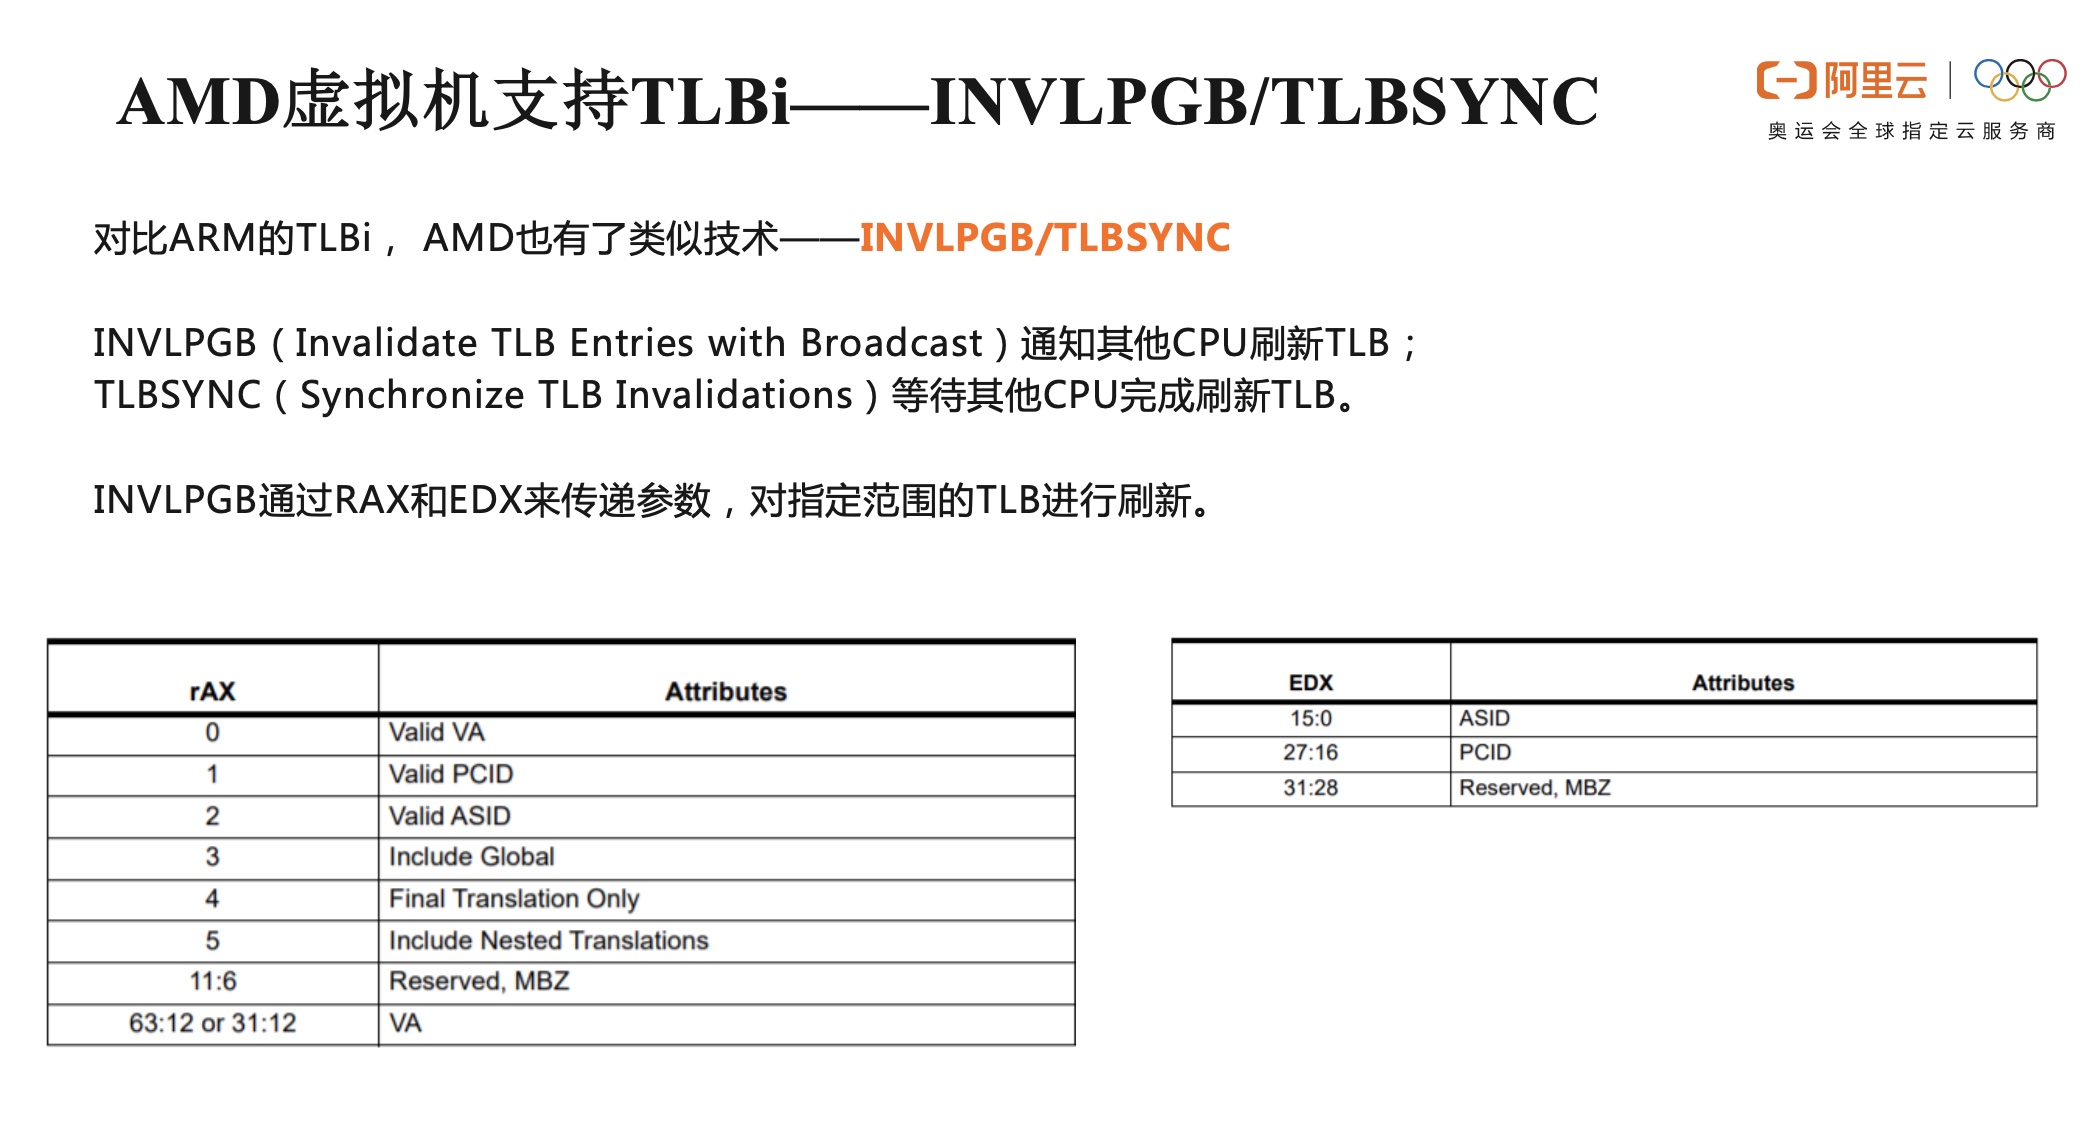 AMD虚拟机支持TLBi——INVLPGB/TLBSYNC
阿里云
奥运会全球指定云服务商
对比ARM的TLBi， AMD也有了类似技术——INVLPGB/TLBSYNC
INVLPGB（Invalidate TLB Entries with Broadcast）通知其他CPU刷新TLB；
TLBSYNC（Synchronize TLB Invalidations）等待其他CPU完成刷新TLB。
INVLPGB通过RAX和EDX来传递参数，对指定范围的TLB进行刷新。
rAX Attributes
0 Valid VA
1 Valid PCID
2 Valid ASID
3 Include Global
4 Final Translation Only
5 Include Nested Translations
11:6 Reserved, MBZ
63:12 or 31:12 VA
EDX Attributes
15:0 ASID
27:16 PCID
31:28 Reserved, MBZ